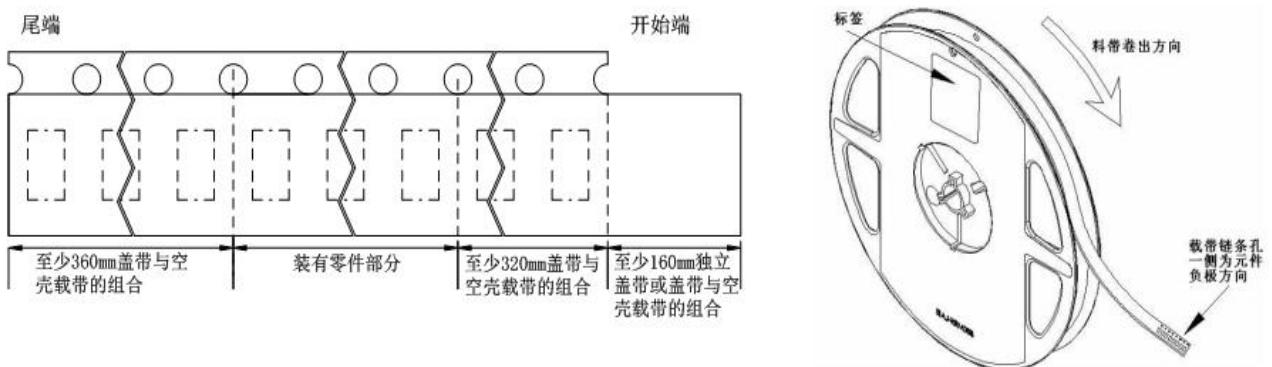 尾端
开始端
至少360mm盖带与空
壳载带的组合
装有零件部分
至少320mm盖带与
空壳载带的组合
至少160mm独立
盖带或盖带与空
壳载带的组合
标签
料带卷出方向
载带链条孔
一侧为元件
负极方向